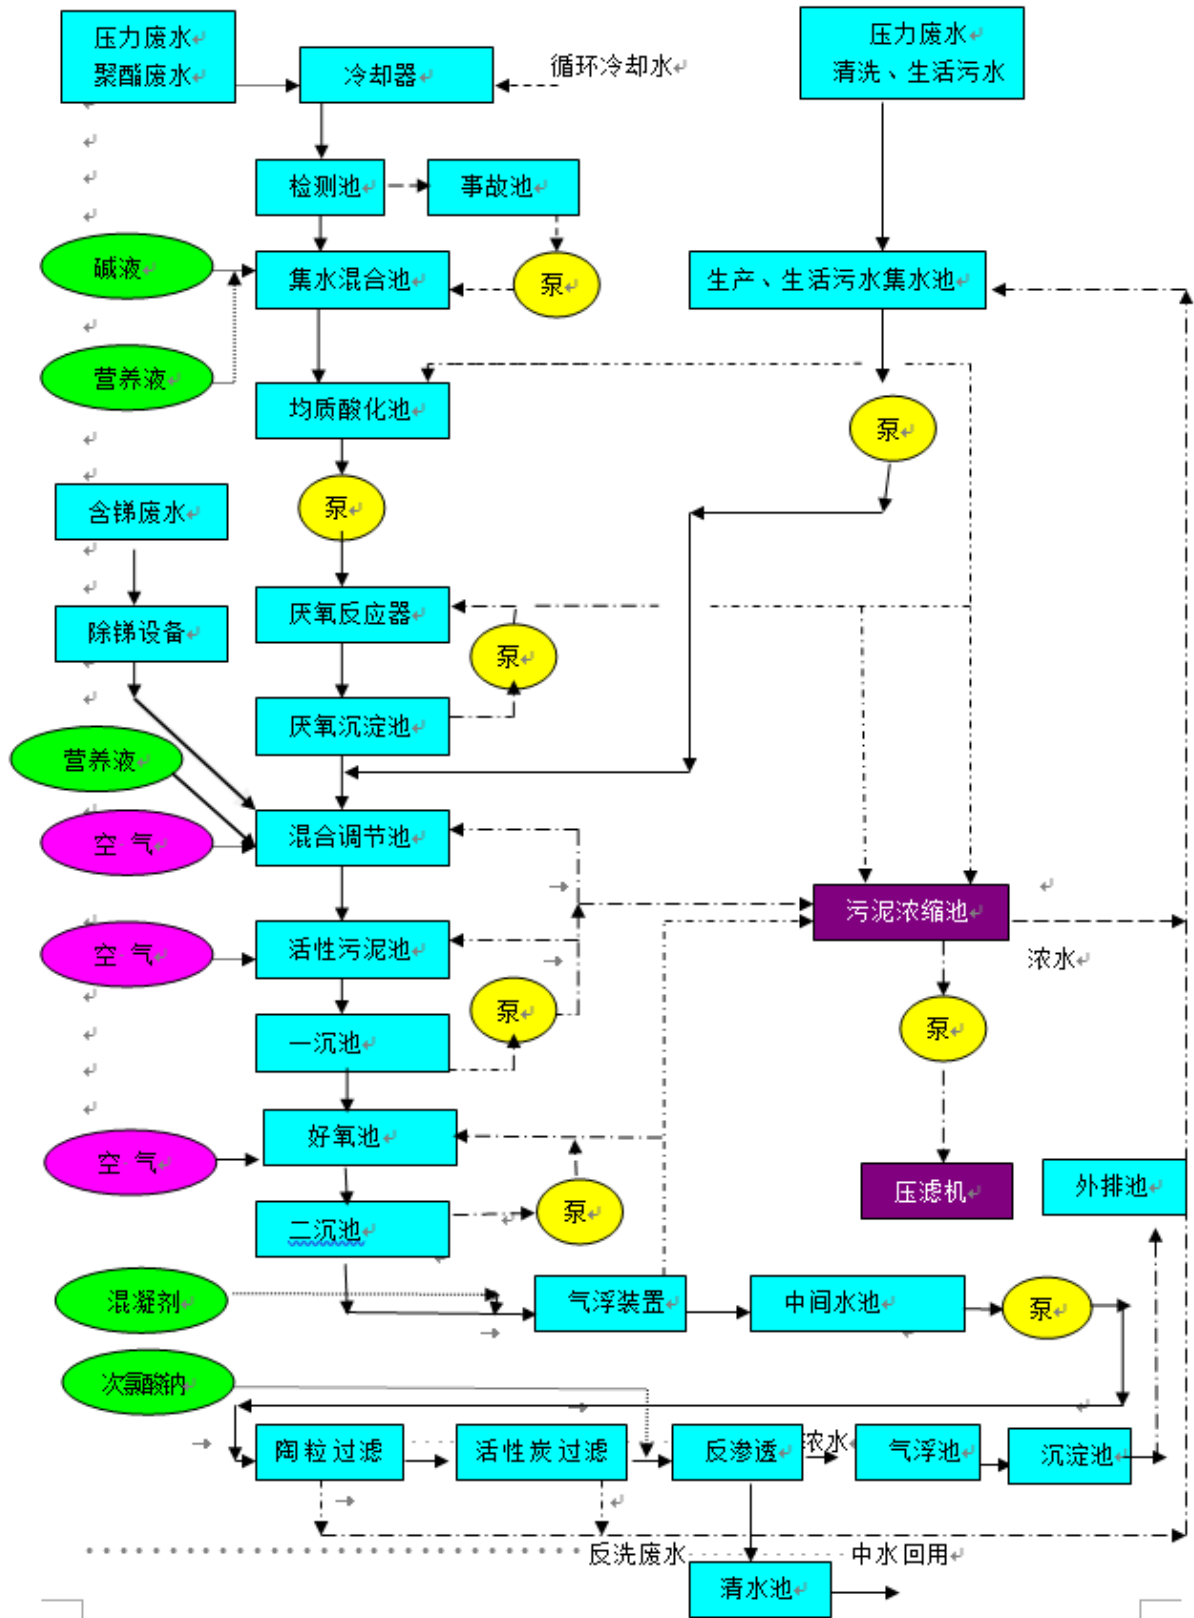 压力废水
聚酯废水
冷却器
循环冷却水
压力废水
清洗、生活污水
检测池
事故池
碱液
集水混合池
泵
生产、生活污水集水池
营养液
均质酸化池
泵
含锑废水
泵
除锑设备
厌氧反应器
泵
厌氧沉淀池
营养液
空 气
混合调节池
污泥浓缩池
空 气
活性污泥池
浓水
泵
泵
一沉池
好氧池
空 气
压滤机
外排池
二沉池
泵
混凝剂
气浮装置
中间水池
泵
次氯酸钠
陶粒过滤
活性炭过滤
反渗透
浓水
气浮池
沉淀池
反洗废水
中水回用
清水池